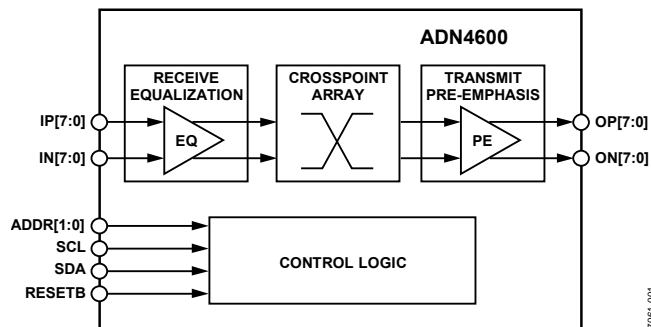 ADN4600
RECEIVE
EQUALIZATION
CROSSPOINT
ARRAY
TRANSMIT
PRE-EMPHASIS
IP[7:0]
IN[7:0]
EQ
PE
OP[7:0]
ON[7:0]
ADDR[1:0]
SCL
SDA
RESETB
CONTROL LOGIC